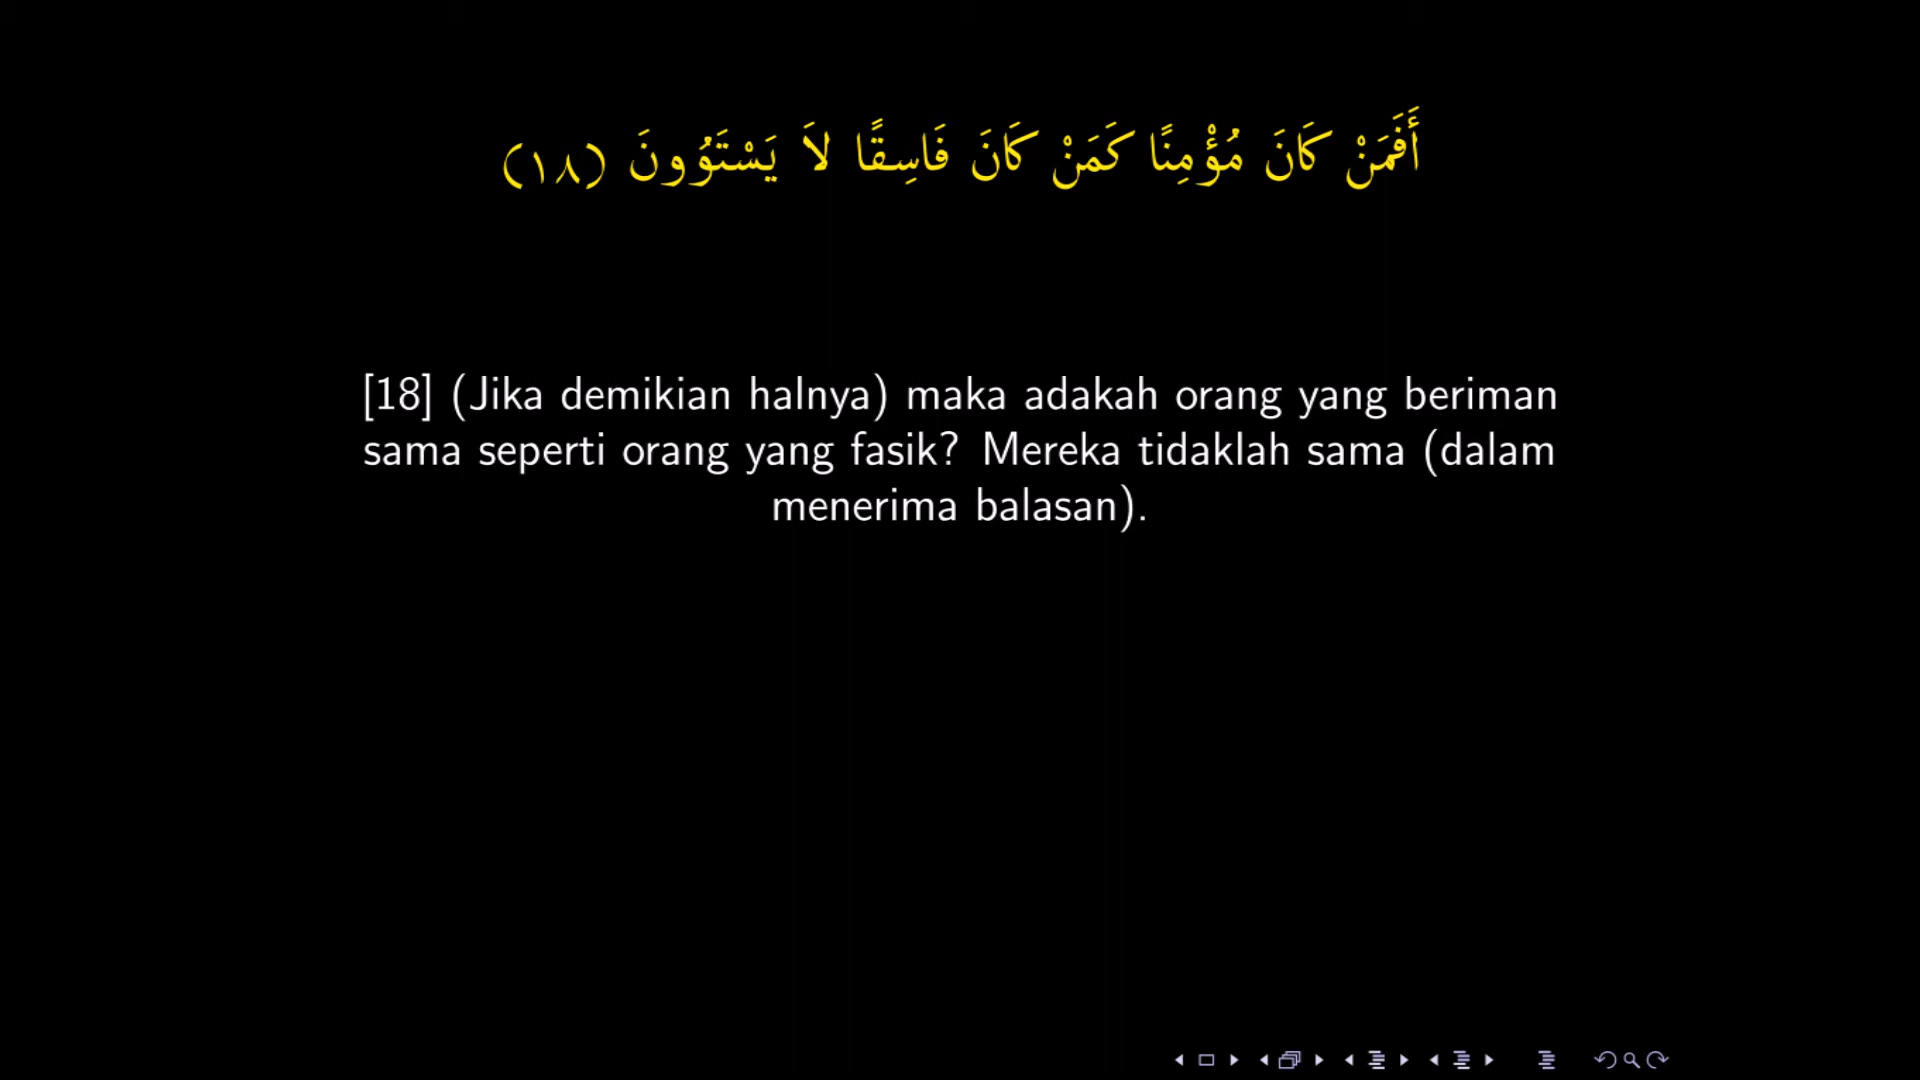 أَفَمَنْ كَانَ مُؤْمِنًا كَمَنْ كَانَ فَاسِقًا لاَ يَسْتَوُونَ (١٨)
[18] (Jika demikian halnya) maka adakah orang yang beriman
sama seperti orang yang fasik? Mereka tidaklah sama (dalam
menerima balasan).